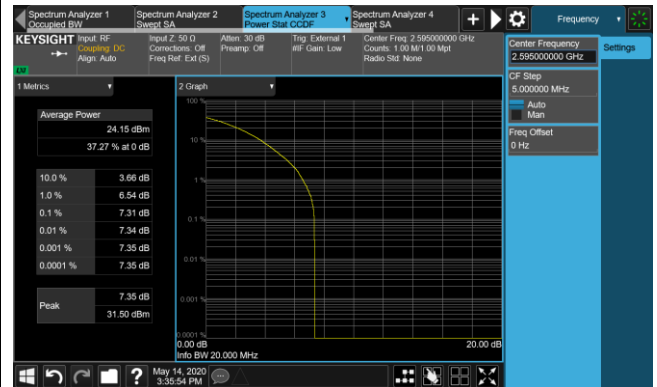 Spectrum Analyzer 1
Occupied BW
Spectrum Analyzer 2
Swept SA
Spectrum Analyzer 3
Power Stat CCDF
Spectrum Analyzer 4
Swept SA
Frequency
KEYSIGHT
Input: RF
Coupling: DC
Align: Auto
Input Z: 50 Ω
Corrections: Off
Freq Ref: Ext (S)
Atten: 30 dB
Preamp: Off
Trig: External 1
#IF Gain: Low
Center Freq: 2.595000000 GHz
Counts: 1.00 M/1.00 Mpt
Radio Std: None
LXI
Center Frequency
2.595000000 GHz
Settings
CF Step
5.000000 MHz
Auto
Man
Freq Offset
0 Hz
1 Metrics
Average Power
24.15 dBm
37.27 % at 0 dB
10.0 % 3.66 dB
1.0 % 6.54 dB
0.1 % 7.31 dB
0.01 % 7.34 dB
0.001 % 7.35 dB
0.0001 % 7.35 dB
Peak
7.35 dB
31.50 dBm
2 Graph
100 %
10 %
1 %
0.1 %
0.01 %
0.001 %
0.0001 %
0.00 dB
20.00 dB
Info BW 20.000 MHz
?
May 14, 2020
3:35:54 PM